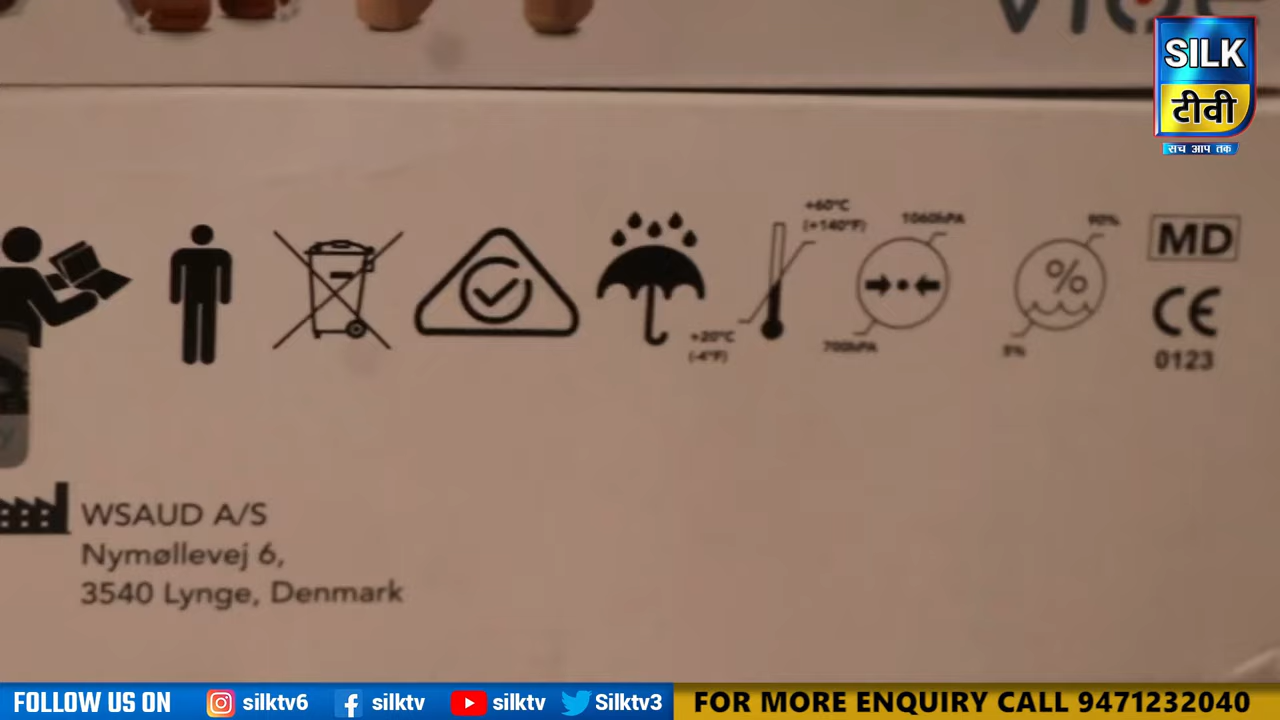 SILK
टीवी
सच आप तक
+60°C
(+140°F)
1060hPA
90%
MD
%
+20°C
(-4°F)
700hPA
5%
CE
0123
WSAUD A/S
Nymøllevej 6,
3540 Lynge, Denmark
FOLLOW US ON silktv6 silktv silktv Silktv3
FOR MORE ENQUIRY CALL 9471232040